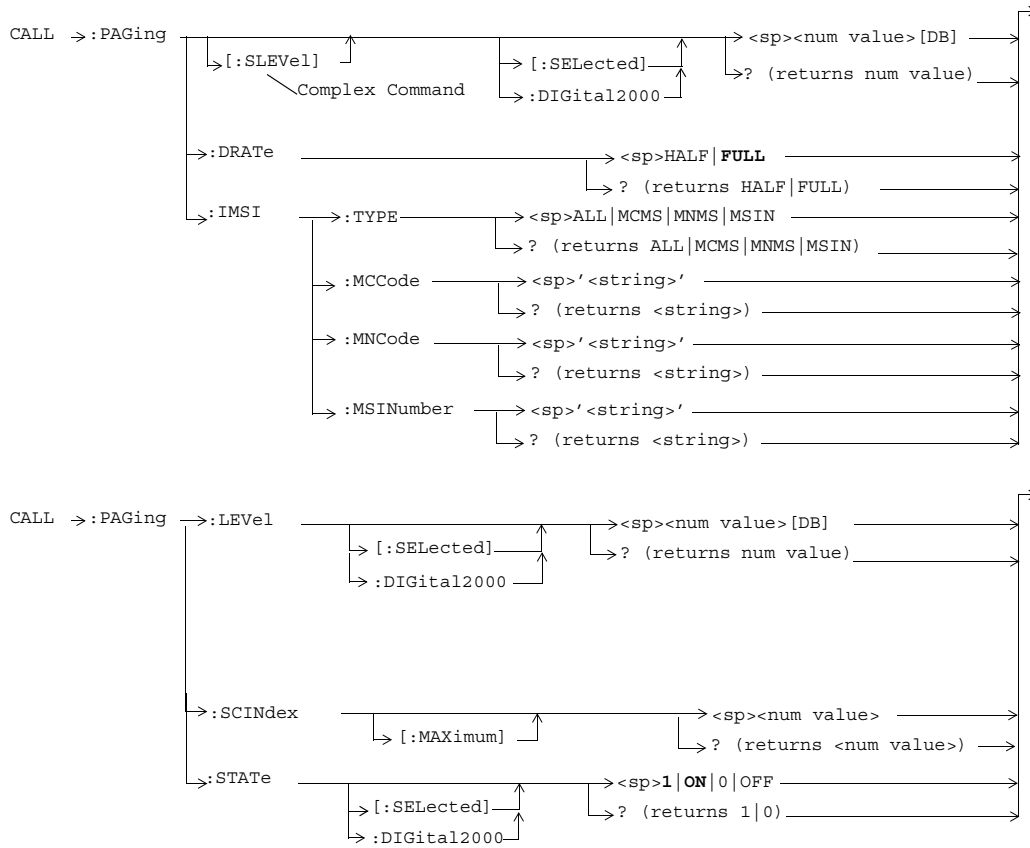 CALL :PAGing <sp><num value>[DB]
[:SLEVel] [:SELected] ? (returns num value)
Complex Command :DIGital2000
:DRATe <sp>HALF|FULL
? (returns HALF|FULL)
:IMSI :TYPE <sp>ALL|MCMS|MNMS|MSIN
? (returns ALL|MCMS|MNMS|MSIN)
:MCCode <sp>’<string>’
? (returns <string>)
:MNCode <sp>’<string>’
? (returns <string>)
:MSINumber <sp>’<string>’
? (returns <string>)
CALL :PAGing :LEVel <sp><num value>[DB]
[:SELected] ? (returns num value)
:DIGital2000
:SCINdex <sp><num value>
[:MAXimum] ? (returns <num value>)
:STATe <sp>1|ON|0|OFF
[:SELected] ? (returns 1|0)
:DIGital2000